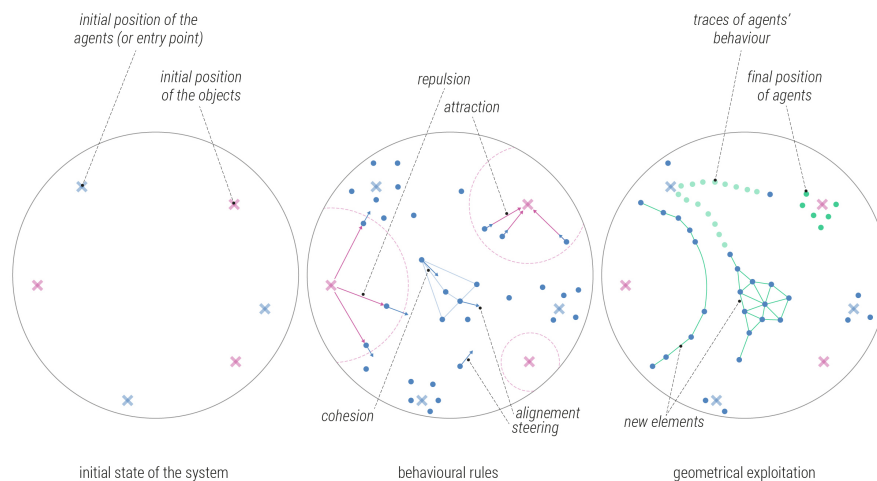 initial position of the
agents (or entry point)
initial position
of the objects
repulsion
attraction
traces of agents'
behaviour
final position
of agents
cohesion
alignement
steering
new elements
initial state of the system
behavioural rules
geometrical exploitation